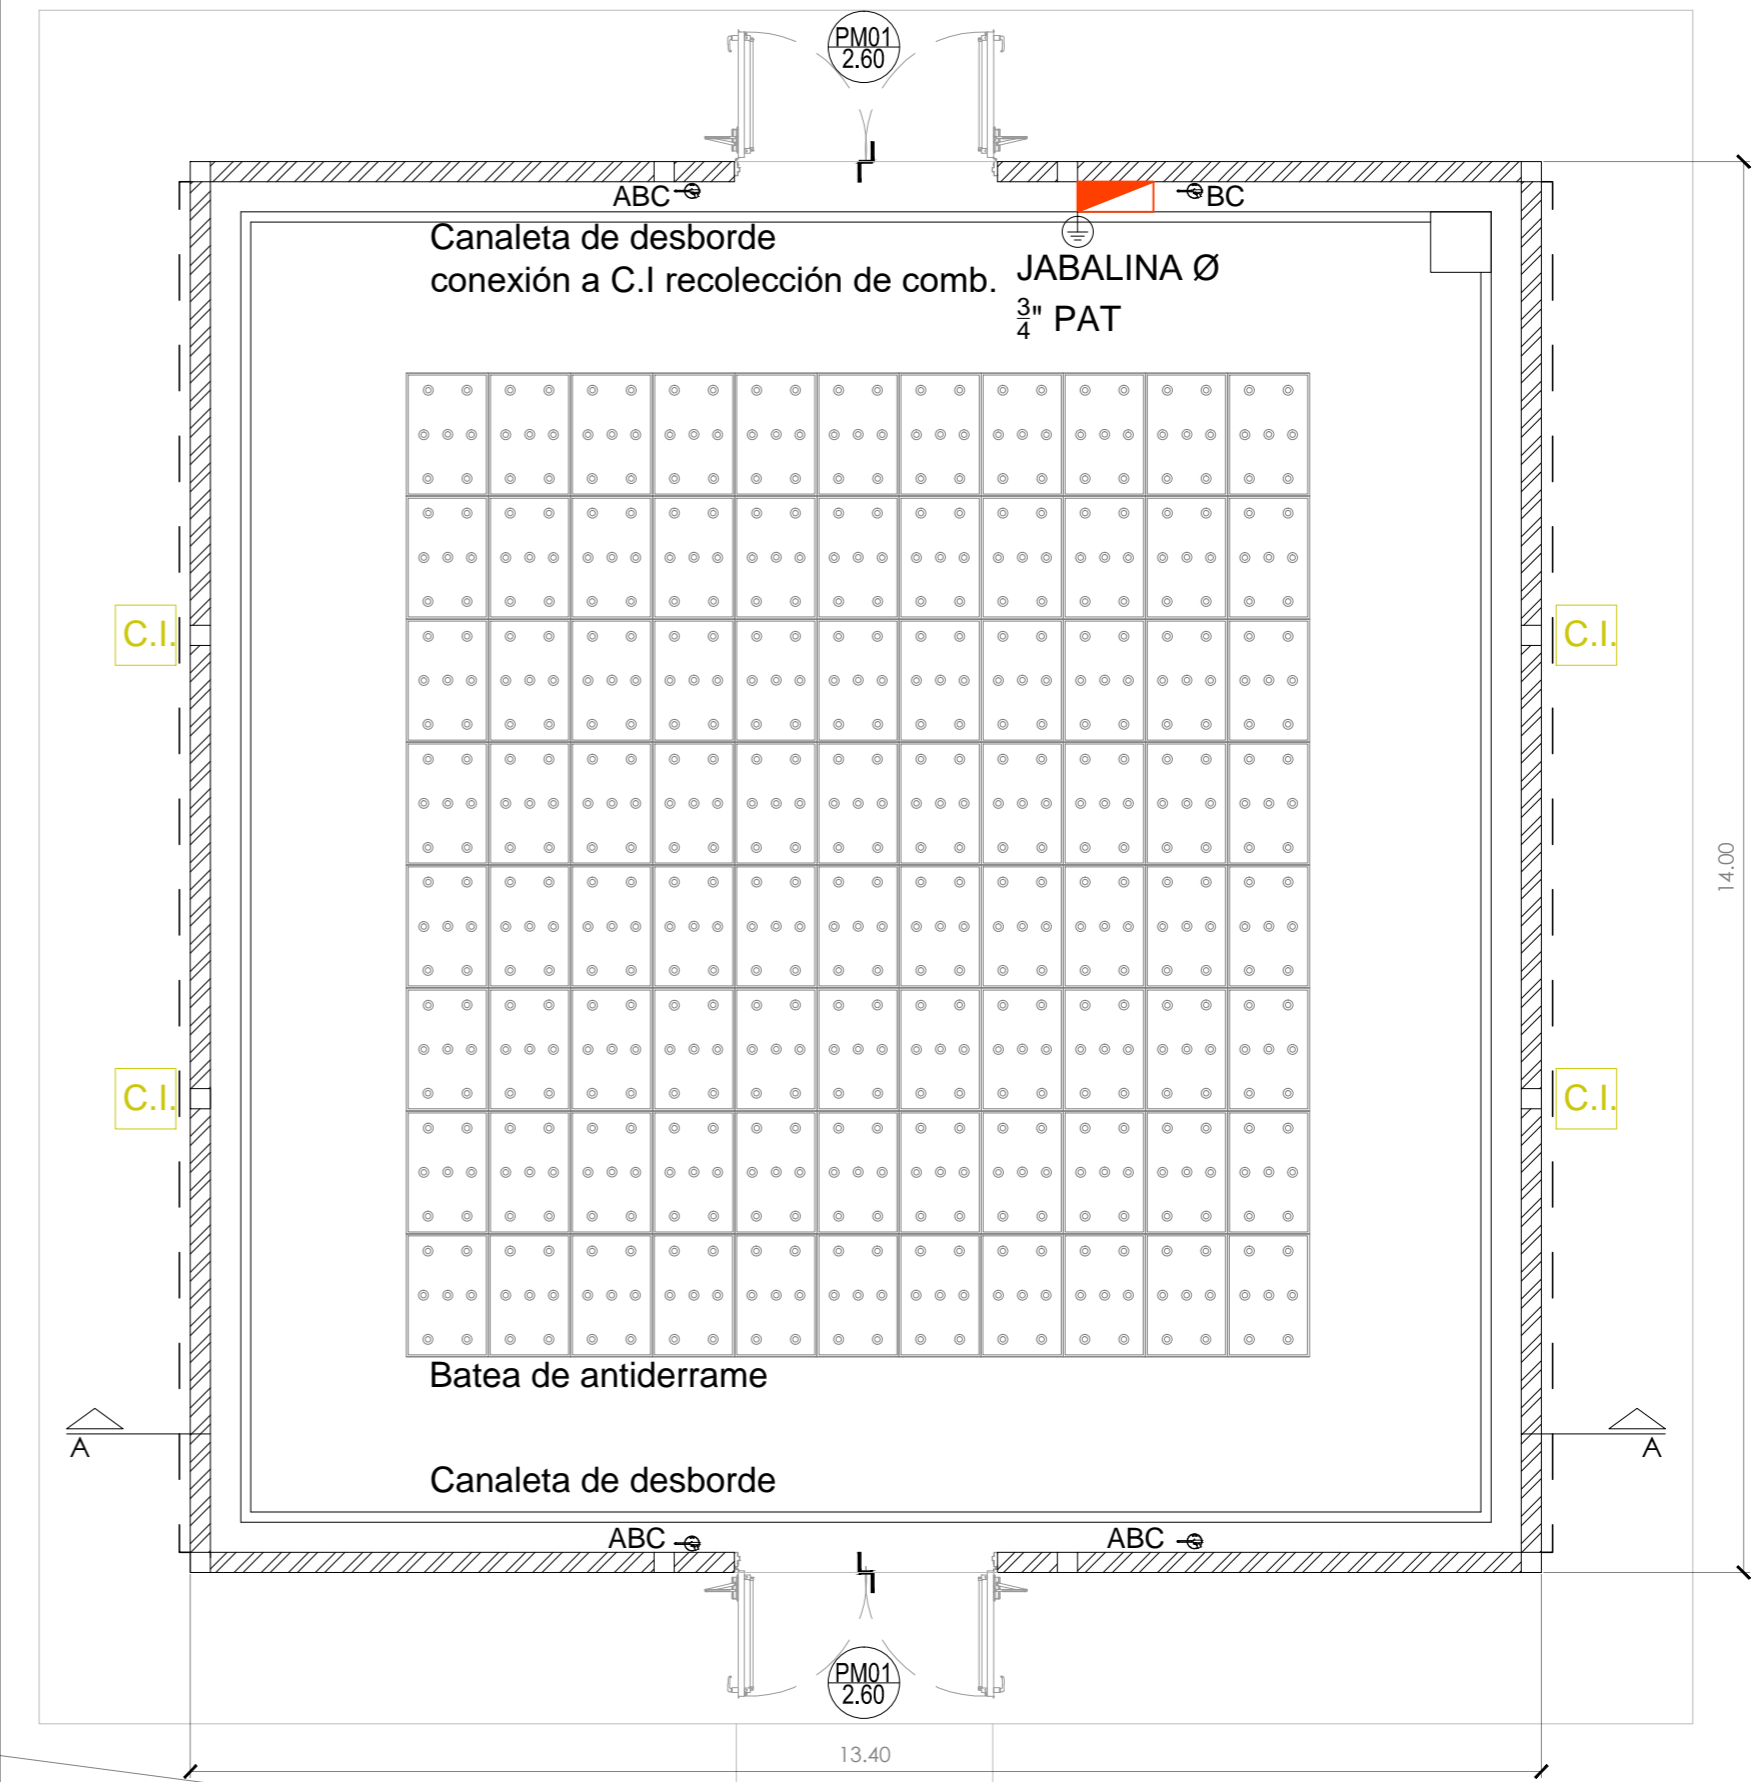 PM01
2.60
ABC
BC
Canaleta de desborde
conexión a C.I recolección de comb.
JABALINA Ø
3/4" PAT
C.I.
C.I.
14.00
C.I.
C.I.
Batea de antiderrame
A
A
Canaleta de desborde
ABC
ABC
PM01
2.60
13.40